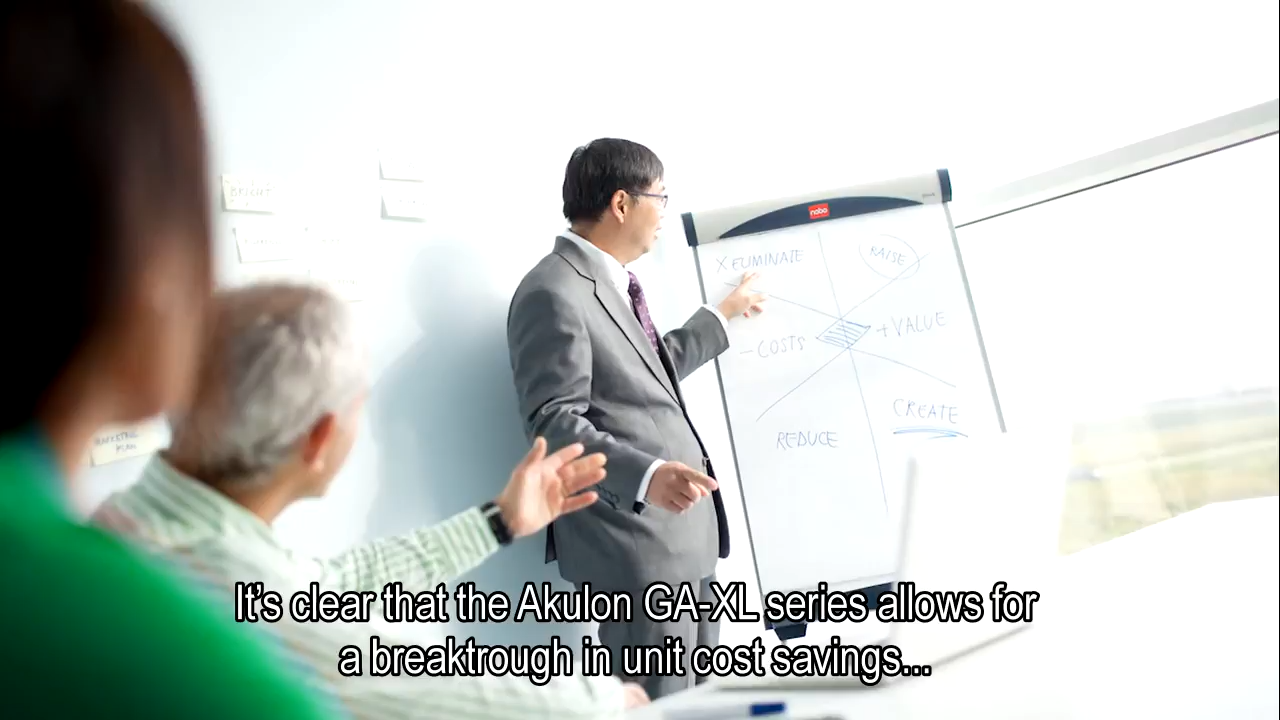 nobo
X ELIMINATE
RAISE
- COSTS
+ VALUE
CREATE
REDUCE
It's clear that the Akulon GA-XL series allows for
a breaktrough in unit cost savings...